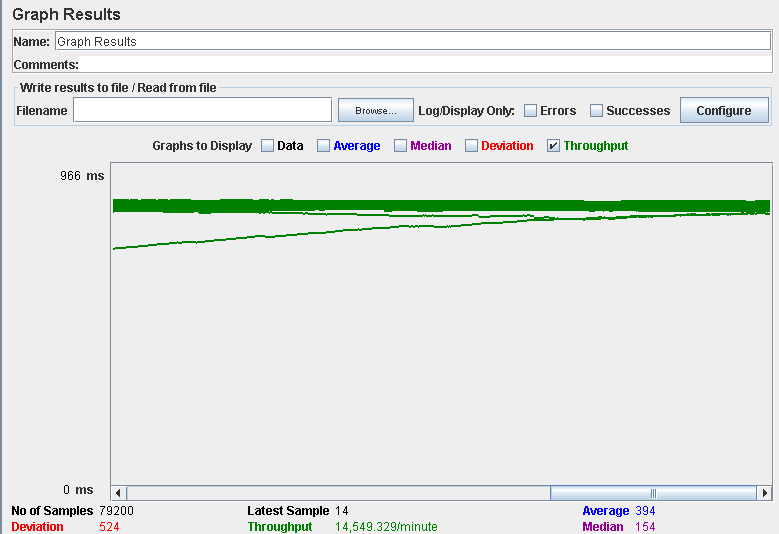 Graph Results
Name: Graph Results
Comments:
Write results to file / Read from file
Filename Browse... Log/Display Only: Errors Successes Configure
Graphs to Display Data Average Median Deviation Throughput
966 ms
0 ms
No of Samples 79200 Latest Sample 14 Average 394
Deviation 524 Throughput 14,549.329/minute Median 154